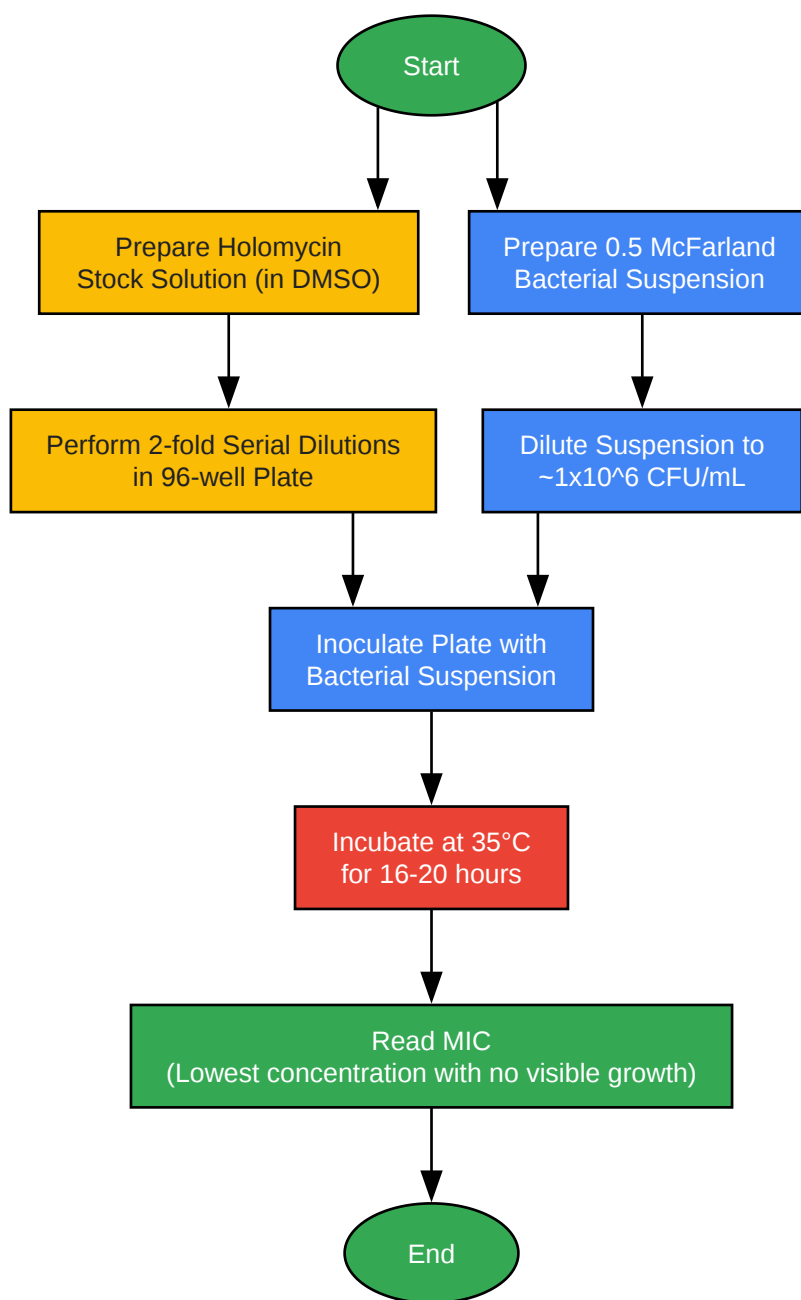 Start
Prepare Holomycin
Stock Solution (in DMSO)
Prepare 0.5 McFarland
Bacterial Suspension
Perform 2-fold Serial Dilutions
in 96-well Plate
Dilute Suspension to
~1x10^6 CFU/mL
Inoculate Plate with
Bacterial Suspension
Incubate at 35°C
for 16-20 hours
Read MIC
(Lowest concentration with no visible growth)
End